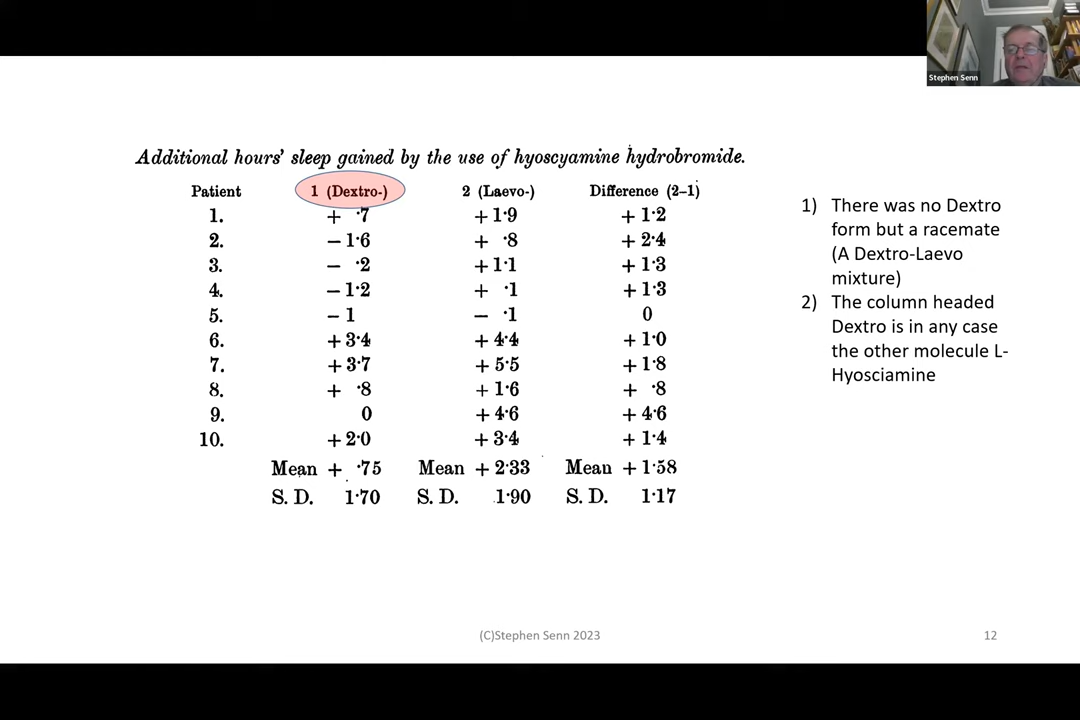 Stephen Senn
Additional hours' sleep gained by the use of hyoscyamine hydrobromide.
Patient 1 (Dextro-) 2 (Laevo-) Difference (2–1)
1. + ·7 +1·9 +1·2
2. −1·6 + ·8 +2·4
3. − ·2 +1·1 +1·3
4. −1·2 + ·1 +1·3
5. −1 − ·1 0
6. +3·4 +4·4 +1·0
7. +3·7 +5·5 +1·8
8. + ·8 +1·6 + ·8
9. 0 +4·6 +4·6
10. +2·0 +3·4 +1·4
Mean + ·75 Mean +2·33 Mean +1·58
S. D. 1·70 S. D. 1·90 S. D. 1·17
1) There was no Dextro
form but a racemate
(A Dextro-Laevo
mixture)
2) The column headed
Dextro is in any case
the other molecule L-
Hyosciamine
(C)Stephen Senn 2023
12